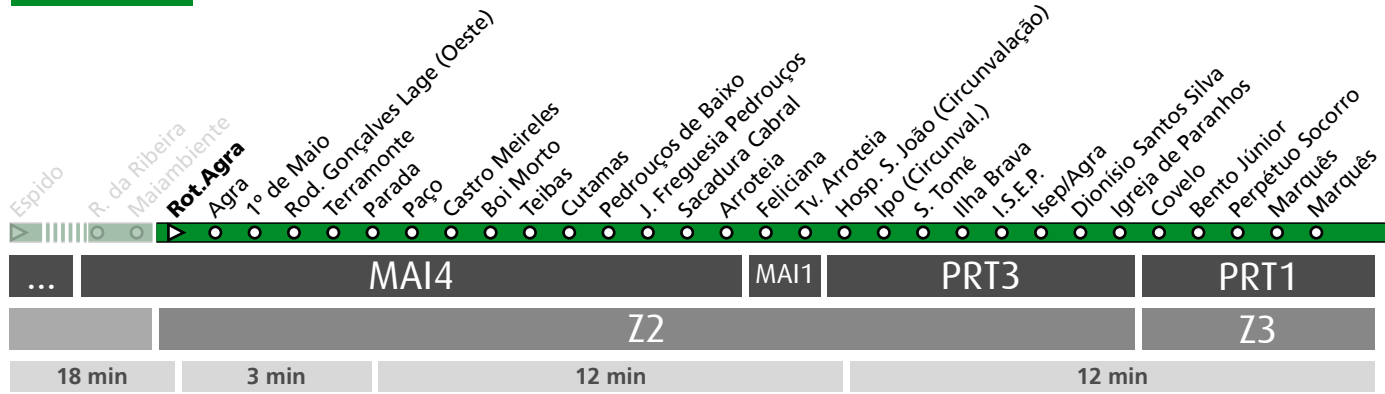 Espido
R. da Ribeira
Maiambiente
Rot.Agra
Agra
1º de Maio
Rod. Gonçalves Lage (Oeste)
Terramonte
Parada
Paço
Castro Meireles
Boi Morto
Teibas
Cutamas
Pedrouços de Baixo
J. Freguesia Pedrouços
Sacadura Cabral
Arroteia
Feliciana
Tv. Arroteia
Hosp. S. João (Circunvalação)
Ipo (Circunval.)
S. Tomé
Ilha Brava
I.S.E.P.
Isep/Agra
Dionisio Santos Silva
Igreja de Paranhos
Covelo
Bento Júnior
Perpétuo Socorro
Marquês
Marquês
... MAI4 MAI1 PRT3 PRT1
Z2 Z3
18 min 3 min 12 min 12 min